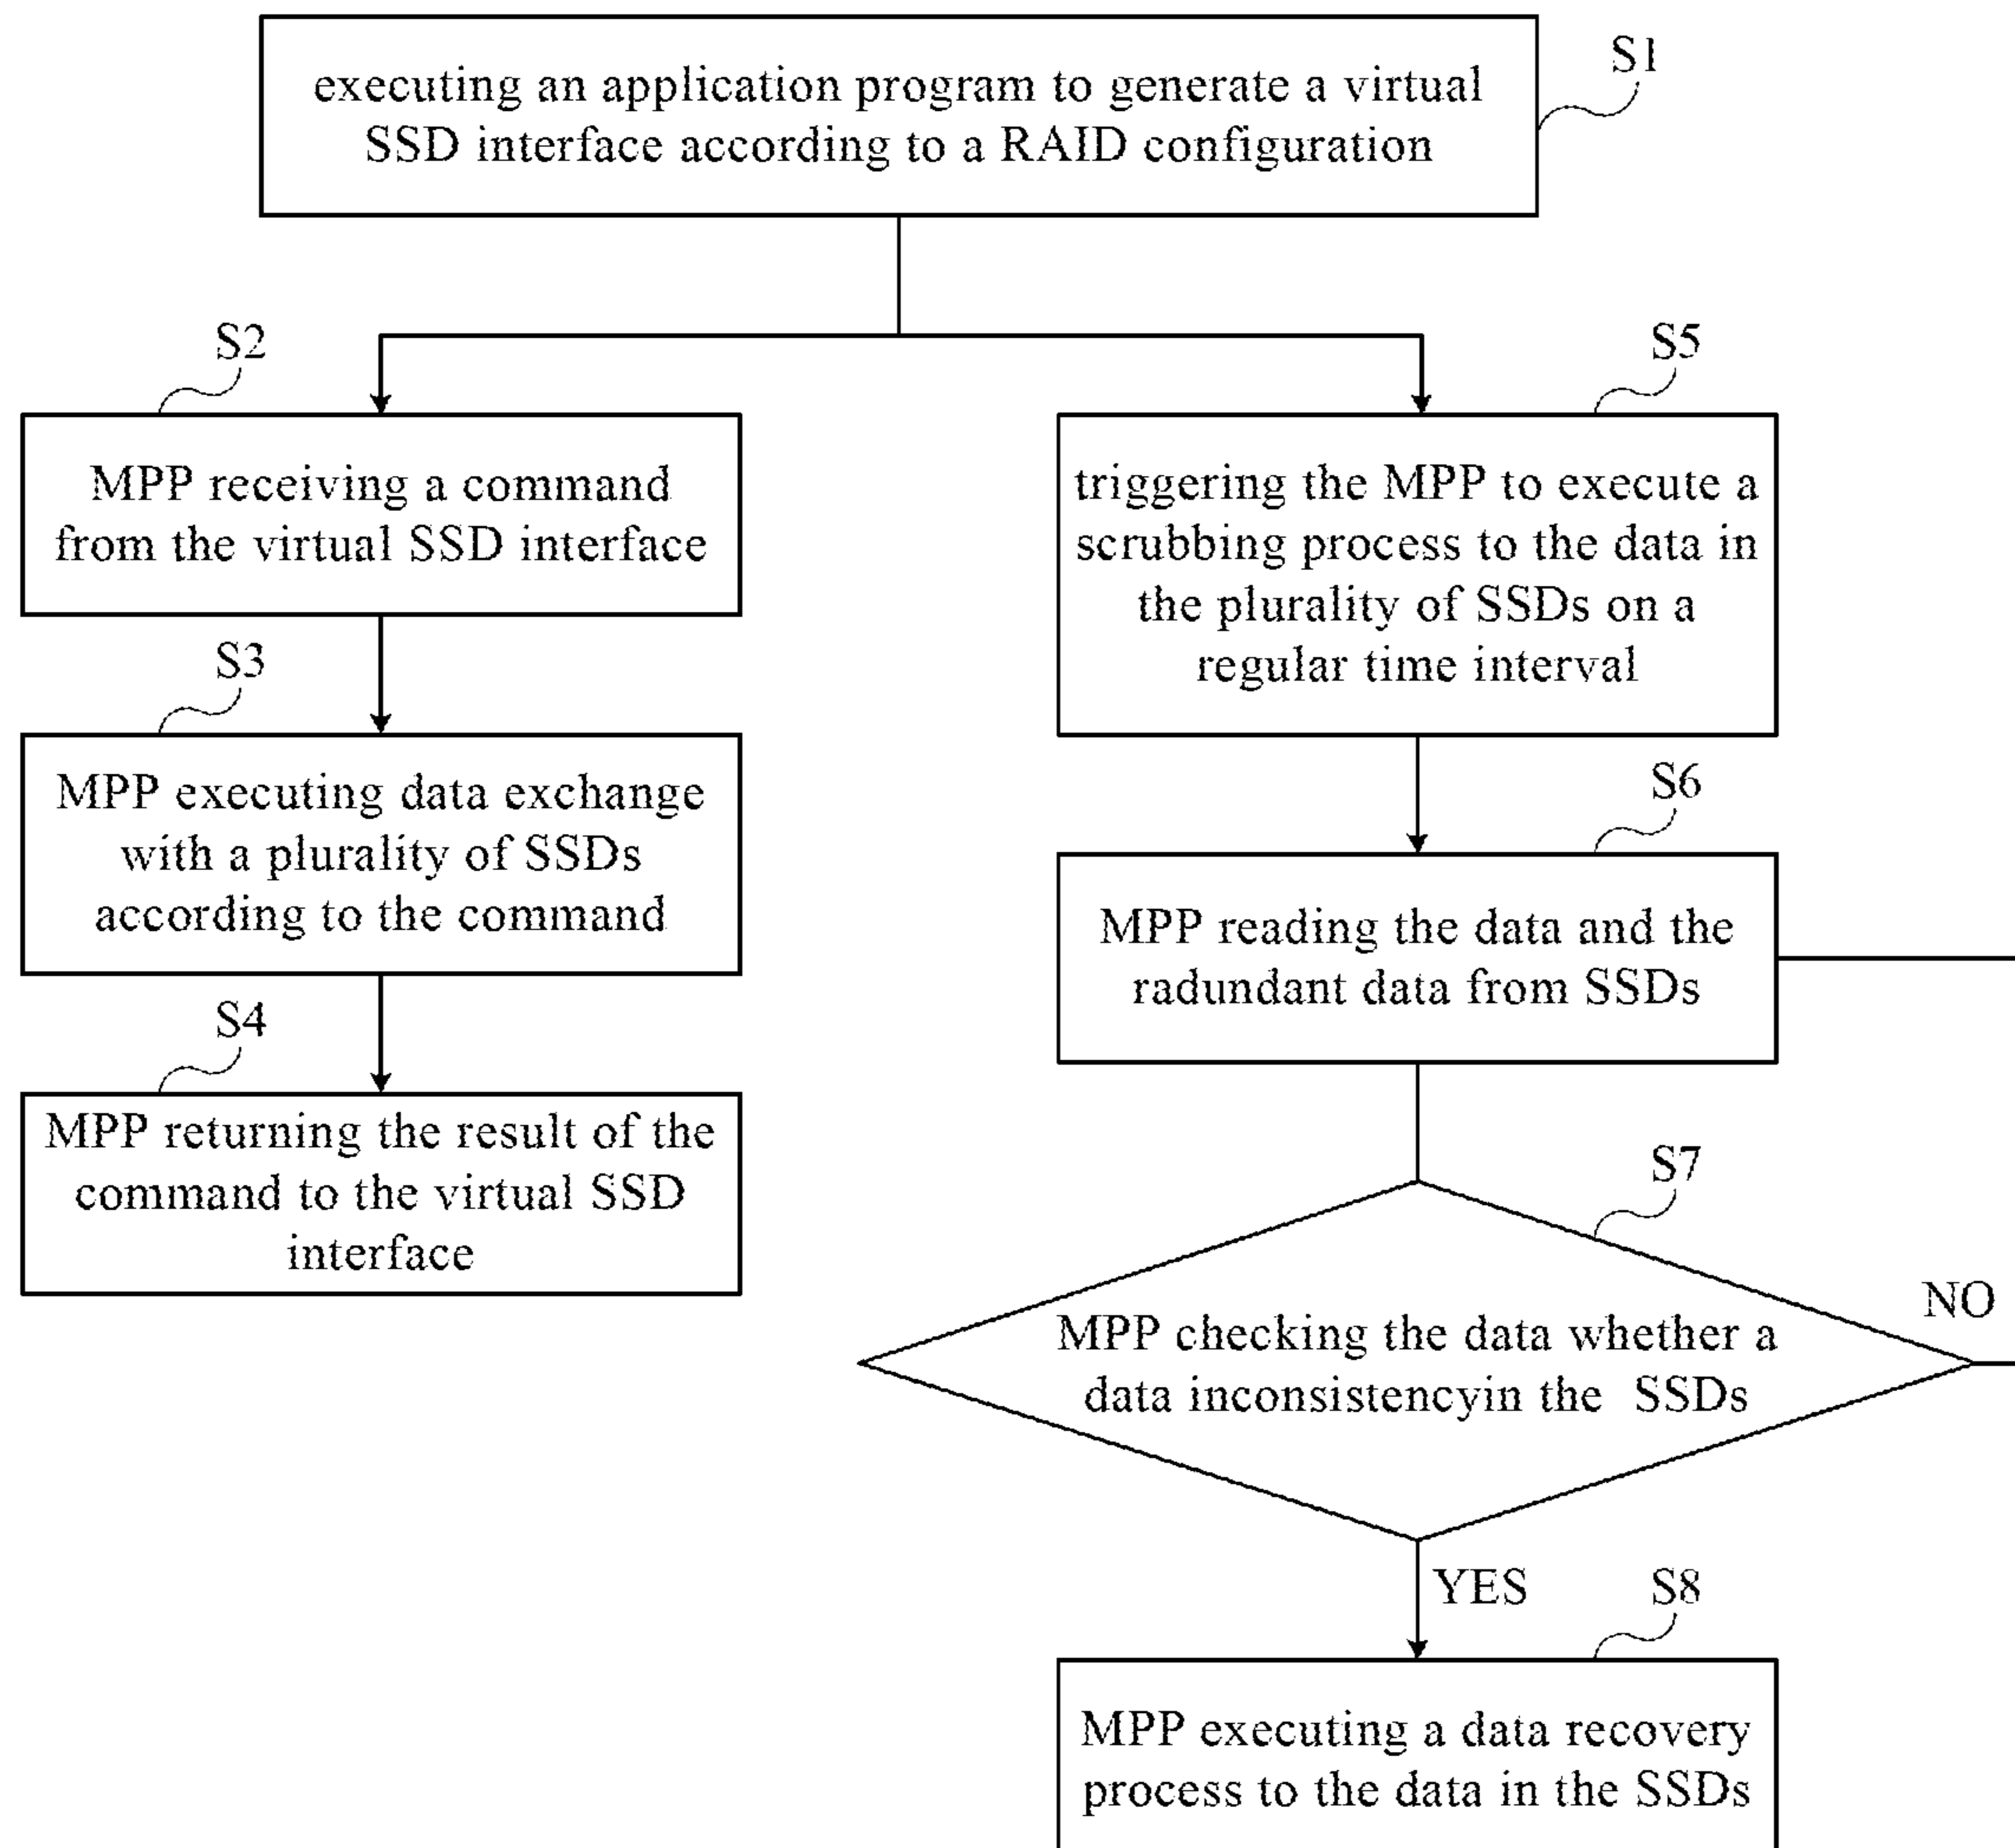 S1
executing an application program to generate a virtual
SSD interface according to a RAID configuration
S2
MPP receiving a command
from the virtual SSD interface
S3
MPP executing data exchange
with a plurality of SSDs
according to the command
S4
MPP returning the result of the
command to the virtual SSD
interface
S5
triggering the MPP to execute a
scrubbing process to the data in
the plurality of SSDs on a
regular time interval
S6
MPP reading the data and the
radundant data from SSDs
S7
MPP checking the data whether a
data inconsistencyin the SSDs
NO
YES
S8
MPP executing a data recovery
process to the data in the SSDs